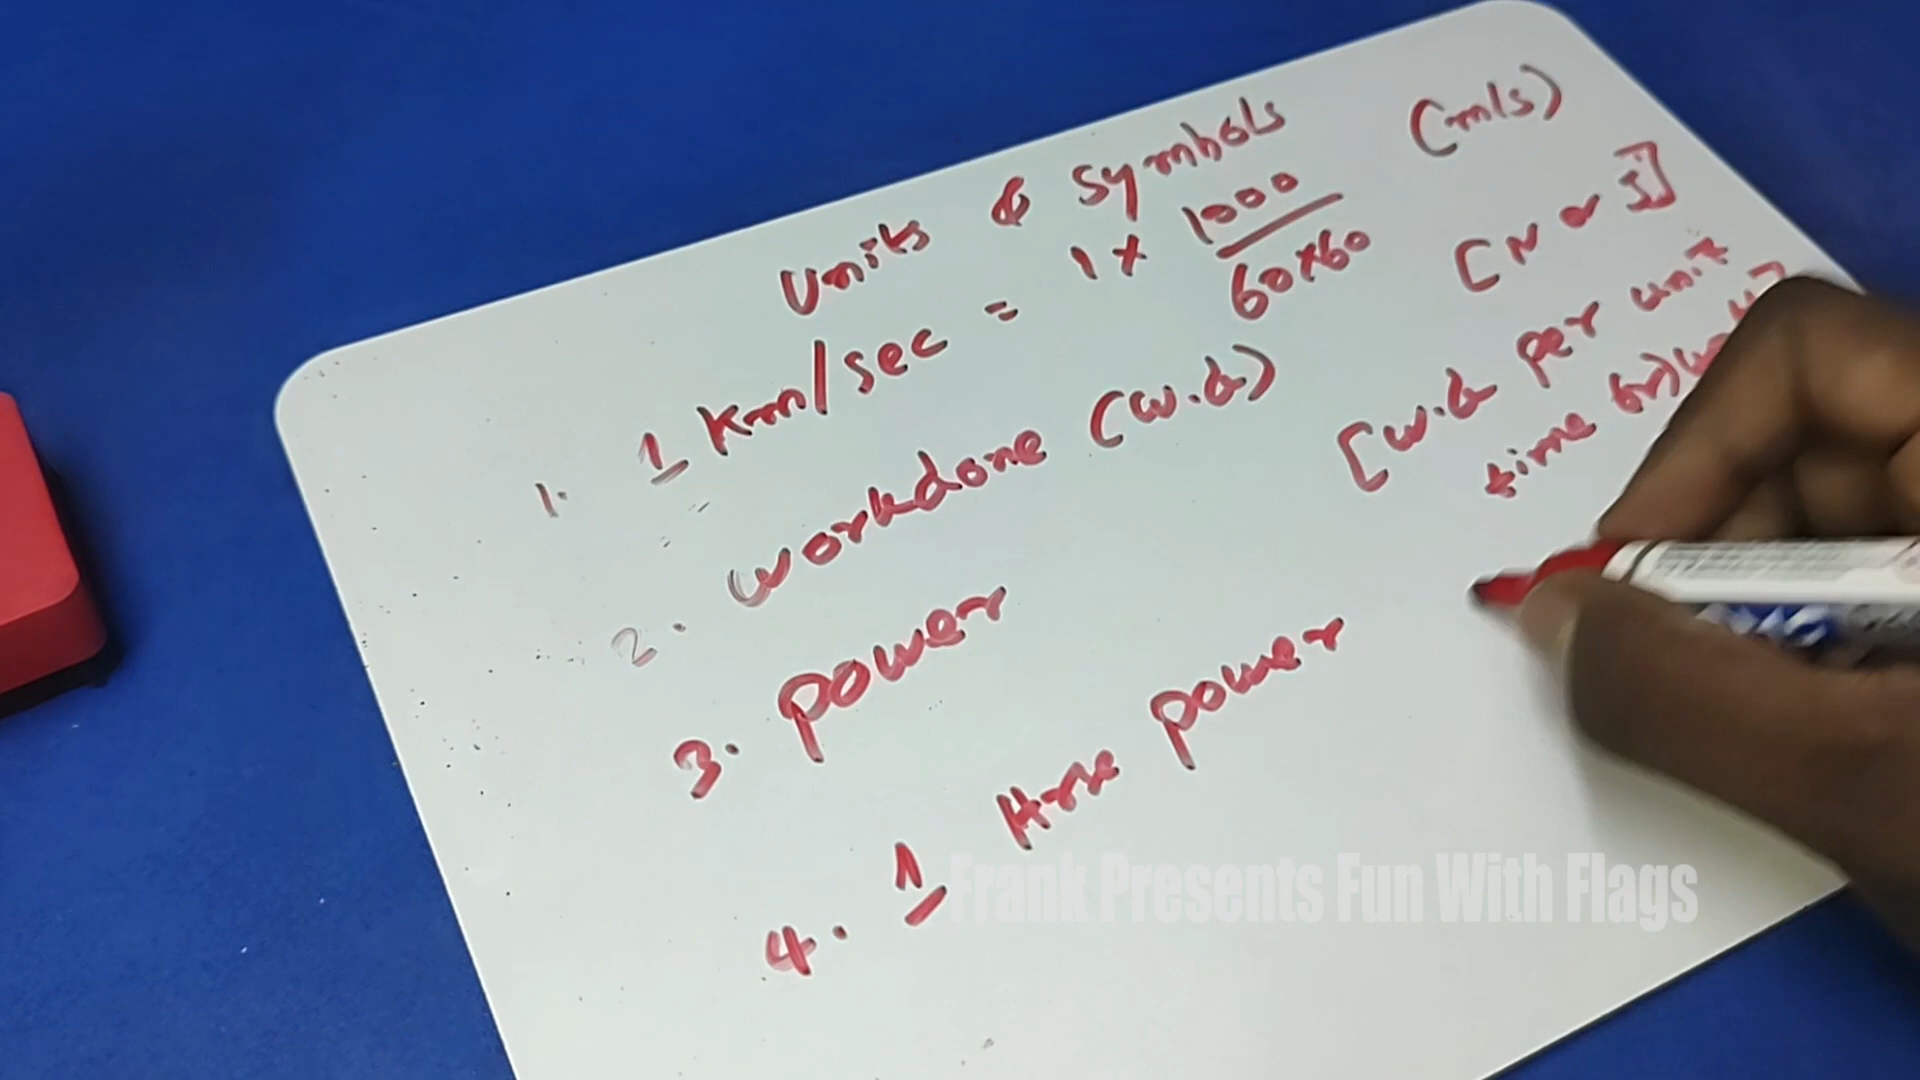 Units & Symbols
1. 1 Km/sec = 1 x 1000/60x60 (m/s)
2. workdone (w.d) [N or J]
3. power [w.d per unit
time (or)
4. 1 Horse power
Frank Presents Fun With Flags